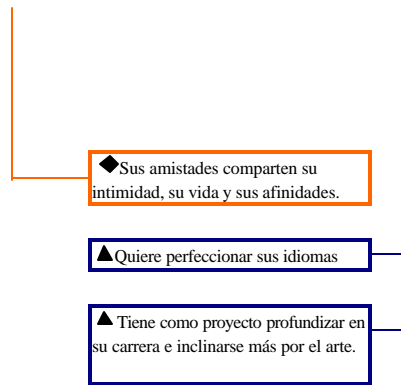 ◆Sus amistades comparten su
intimidad, su vida y sus afinidades.
▲Quiere perfeccionar sus idiomas
▲ Tiene como proyecto profundizar en
su carrera e inclinarse más por el arte.